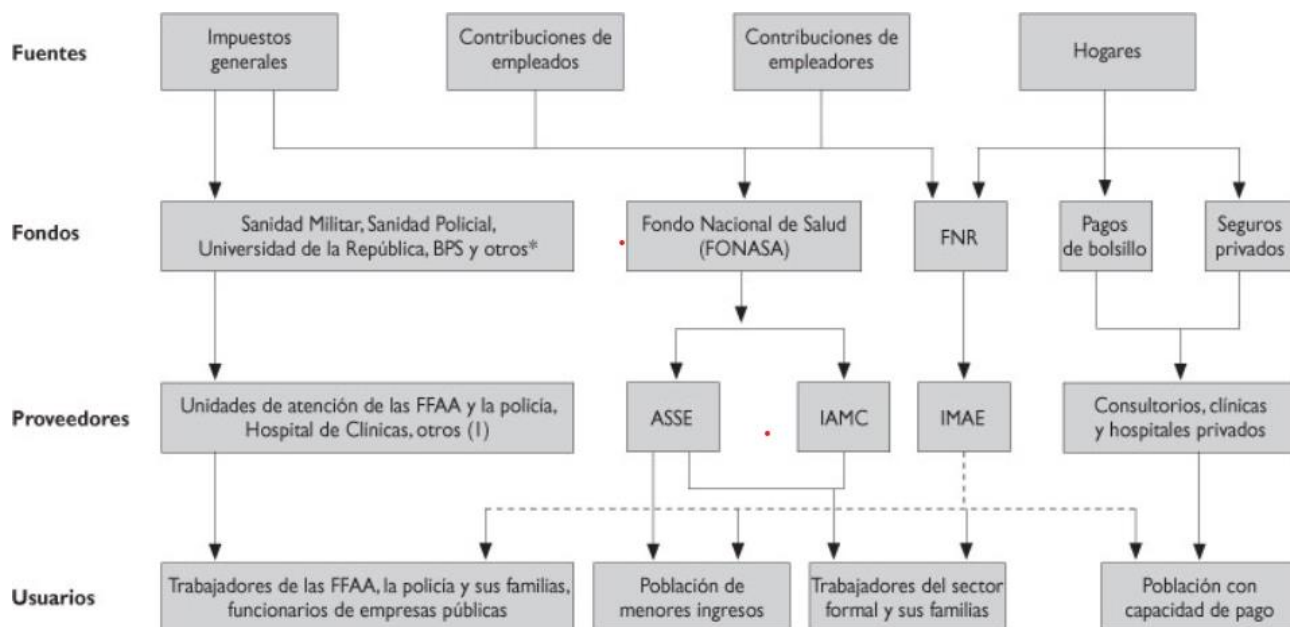 Fuentes
Impuestos
generales
Contribuciones de
empleados
Contribuciones de
empleadores
Hogares
Fondos
Sanidad Militar, Sanidad Policial,
Universidad de la República, BPS y otros*
Fondo Nacional de Salud
(FONASA)
FNR
Pagos
de bolsillo
Seguros
privados
Proveedores
Unidades de atención de las FFAA y la policía,
Hospital de Clínicas, otros (1)
ASSE
IAMC
IMAE
Consultorios, clínicas
y hospitales privados
Usuarios
Trabajadores de las FFAA, la policía y sus familias,
funcionarios de empresas públicas
Población de
menores ingresos
Trabajadores del sector
formal y sus familias
Población con
capacidad de pago